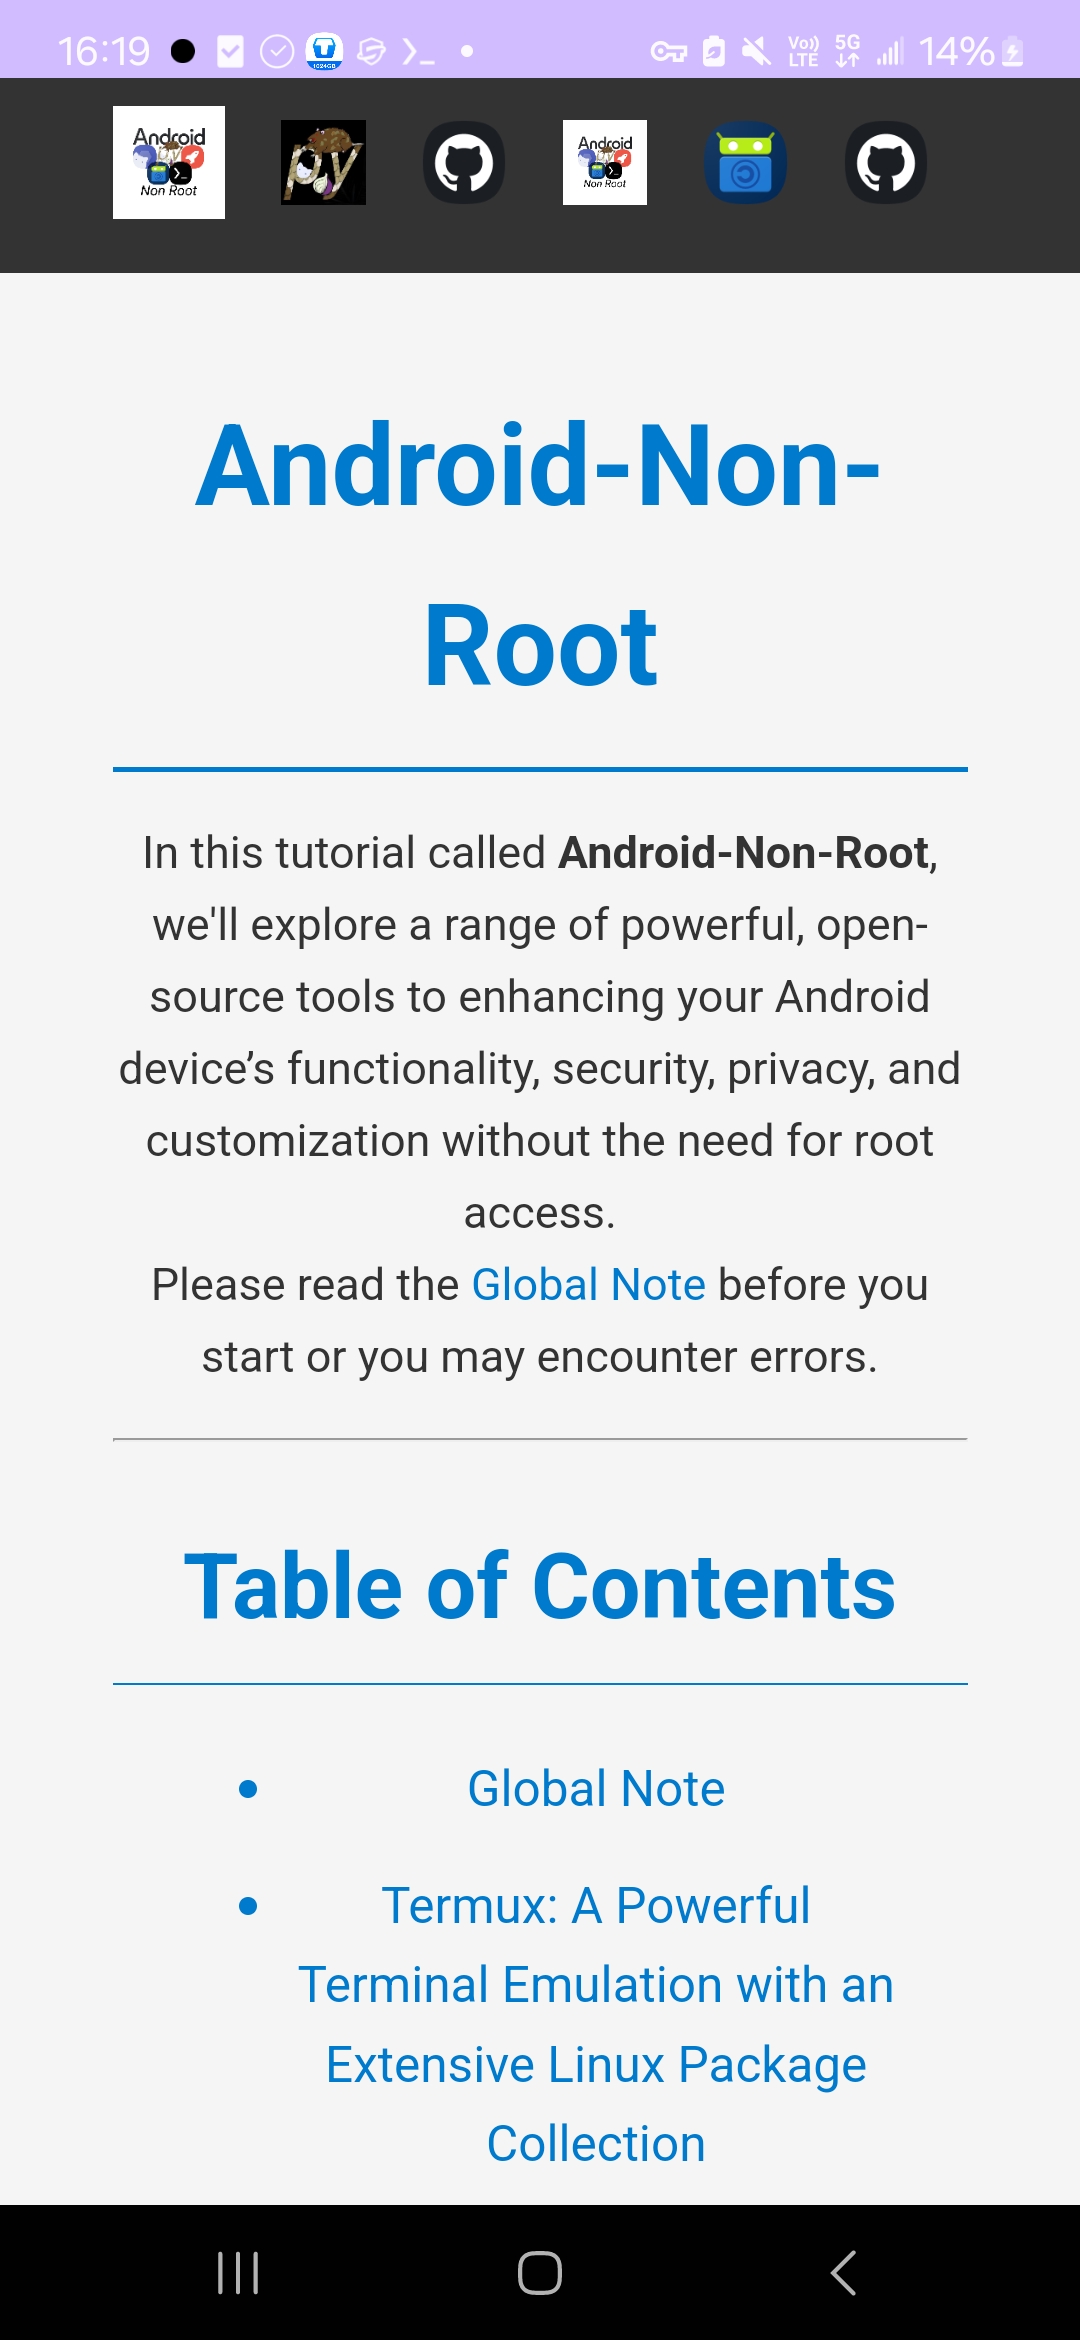 16:19
Vo)) LTE
5G
14%
Android
py
Non Root
py
Android
Non Root
Android-Non-
Root
In this tutorial called Android-Non-Root,
we'll explore a range of powerful, open-
source tools to enhancing your Android
device’s functionality, security, privacy, and
customization without the need for root
access.
Please read the Global Note before you
start or you may encounter errors.
Table of Contents
Global Note
Termux: A Powerful
Terminal Emulation with an
Extensive Linux Package
Collection